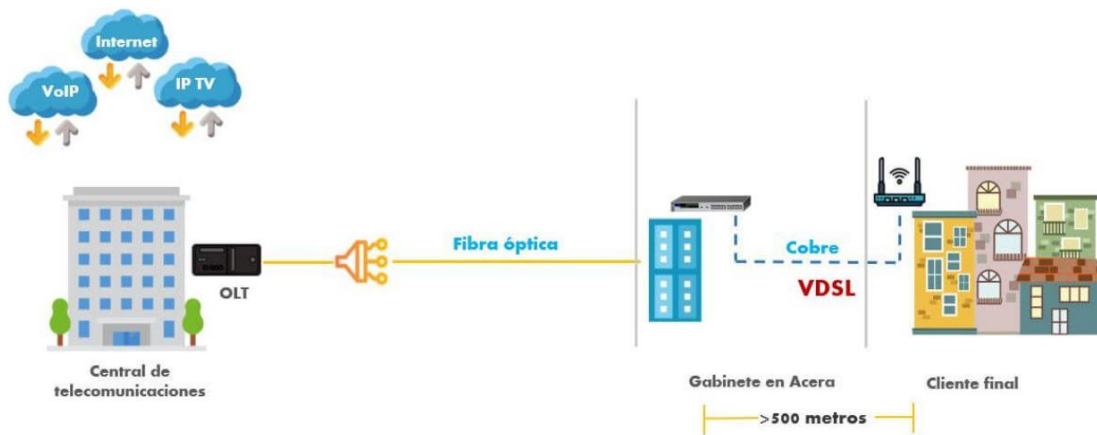 Internet
VoIP
IP TV
OLT
Fibra óptica
Cobre
VDSL
Central de
telecomunicaciones
Gabinete en Acera
Cliente final
>500 metros